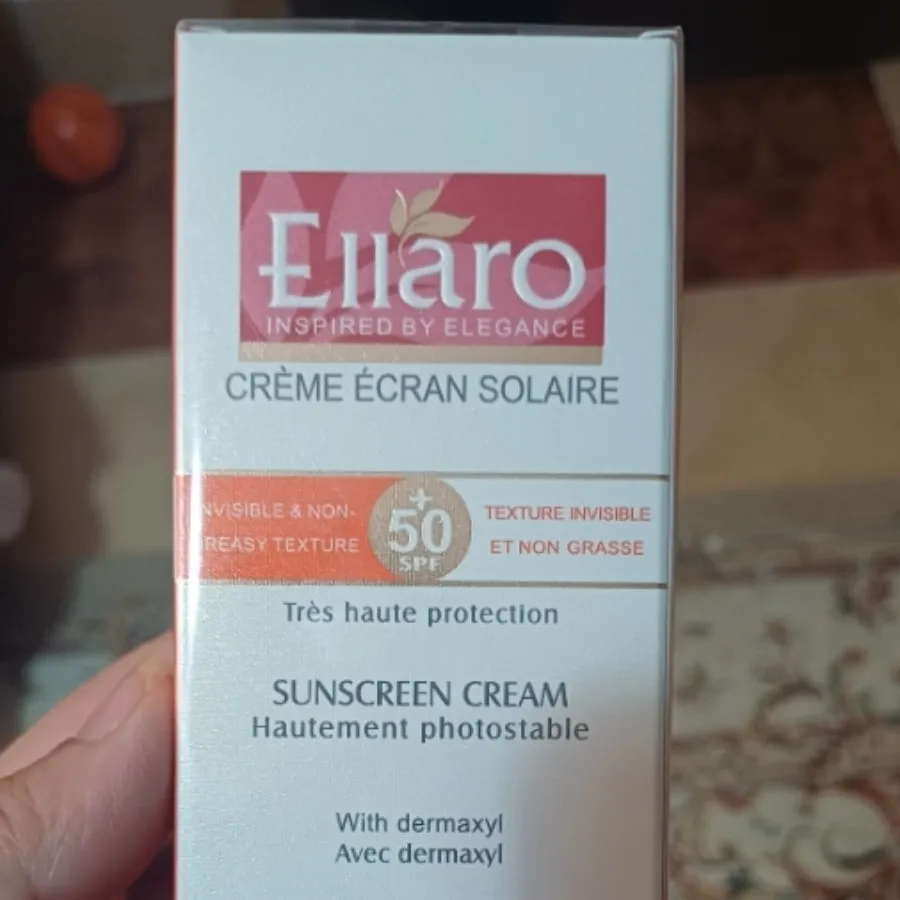 Ellaro
INSPIRED BY ELEGANCE
CRÈME ÉCRAN SOLAIRE
NVISIBLE & NON-
REASY TEXTURE
+
50
SPF
TEXTURE INVISIBLE
ET NON GRASSE
Très haute protection
SUNSCREEN CREAM
Hautement photostable
With dermaxyl
Avec dermaxyl